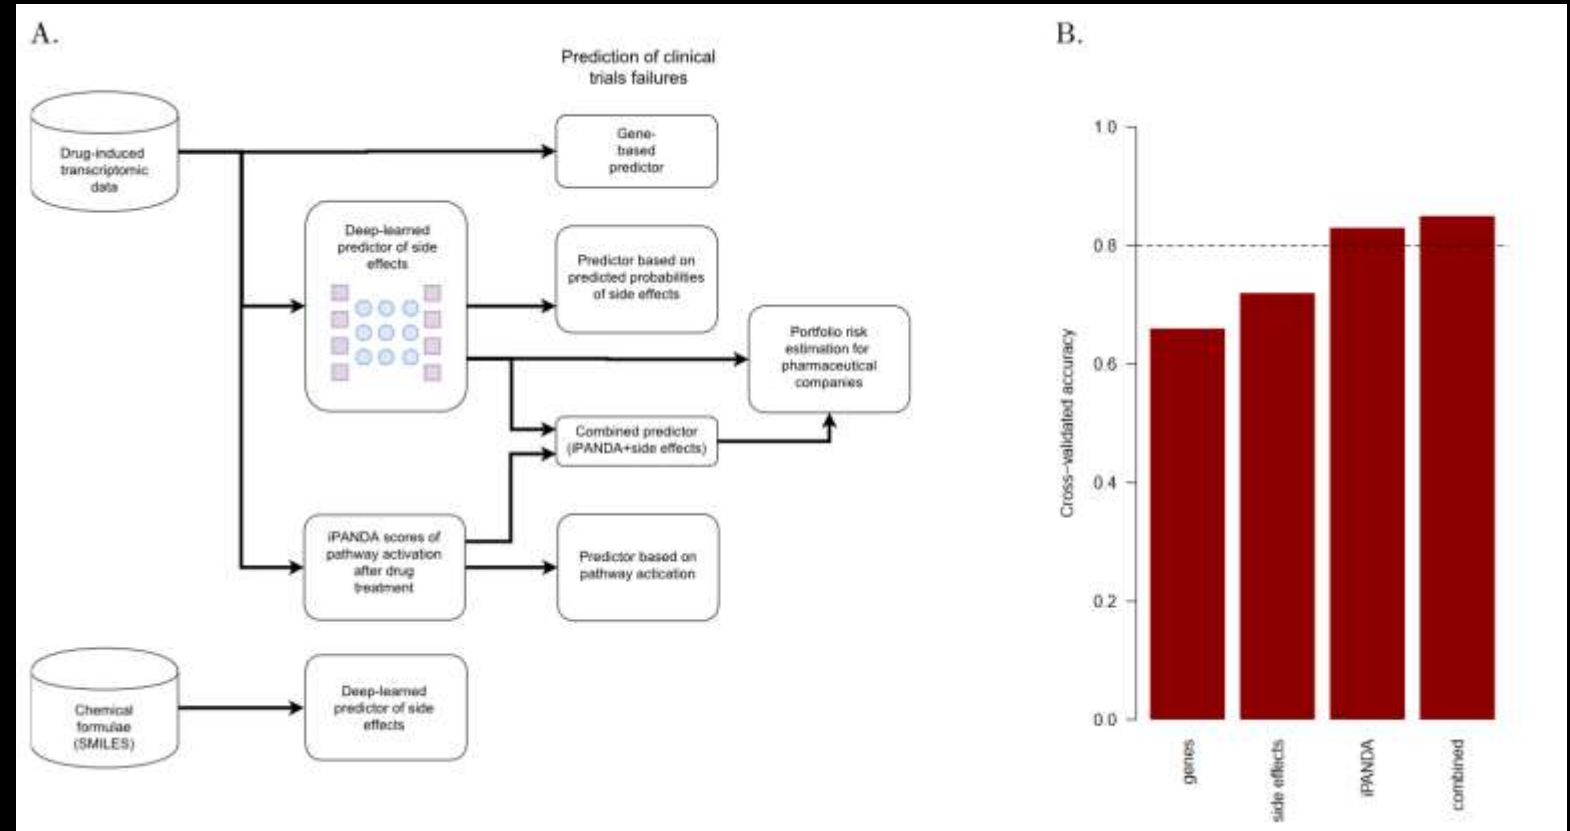 A.
Prediction of clinical
trials failures
Drug-induced
transcriptomic
data
Gene-
based
predictor
Deep-learned
predictor of side
effects
Predictor based on
predicted probabilities
of side effects
Portfolio risk
estimation for
pharmaceutical
companies
Combined predictor
(iPANDA+side effects)
iPANDA scores of
pathway activation
after drug
treatment
Predictor based on
pathway actication
Chemical
formulae
(SMILES)
Deep-learned
predictor of side
effects
B.
Cross-validated accuracy
1.0
0.8
0.6
0.4
0.2
0.0
genes
side effects
iPANDA
combined